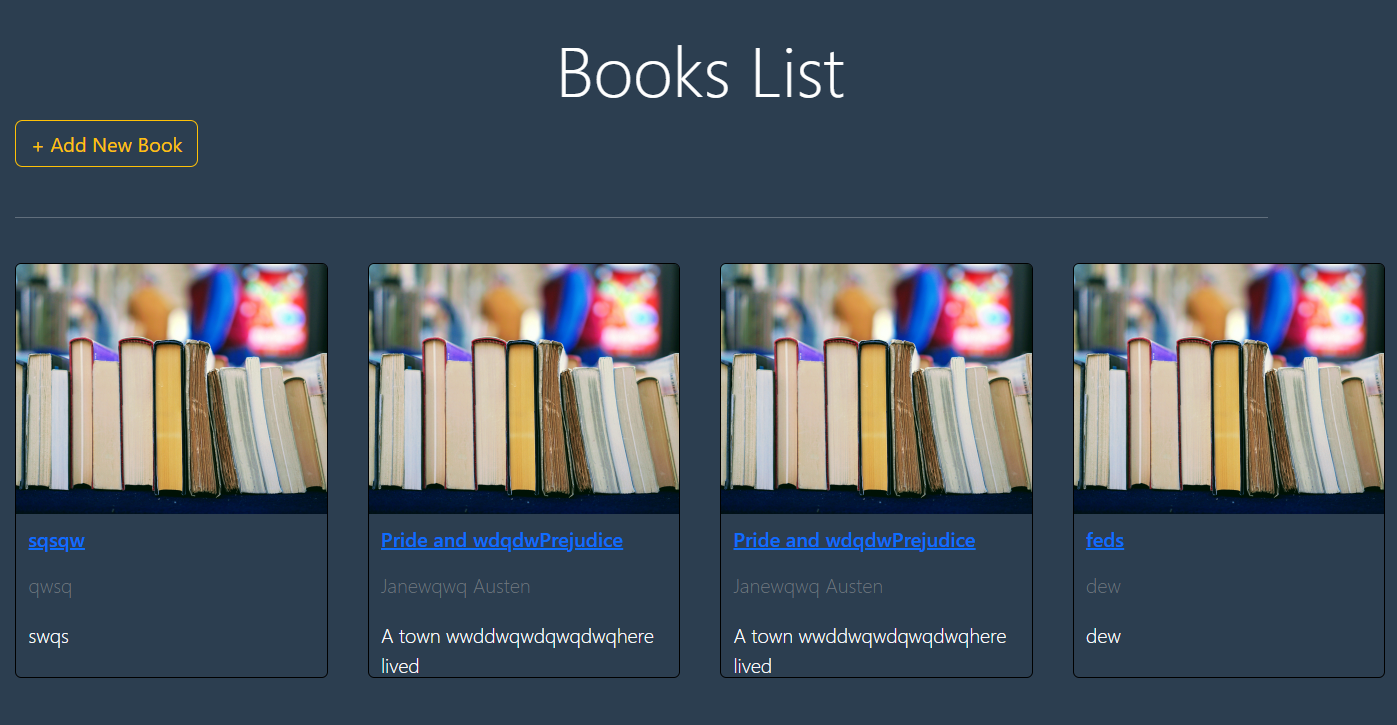 Books List
+ Add New Book
sqsqw
qwsq
swqs
Pride and wdqdwPrejudice
Janewqwq Austen
A town wwddwqwdqwqdwqhere
lived
Pride and wdqdwPrejudice
Janewqwq Austen
A town wwddwqwdqwqdwqhere
lived
feds
dew
dew